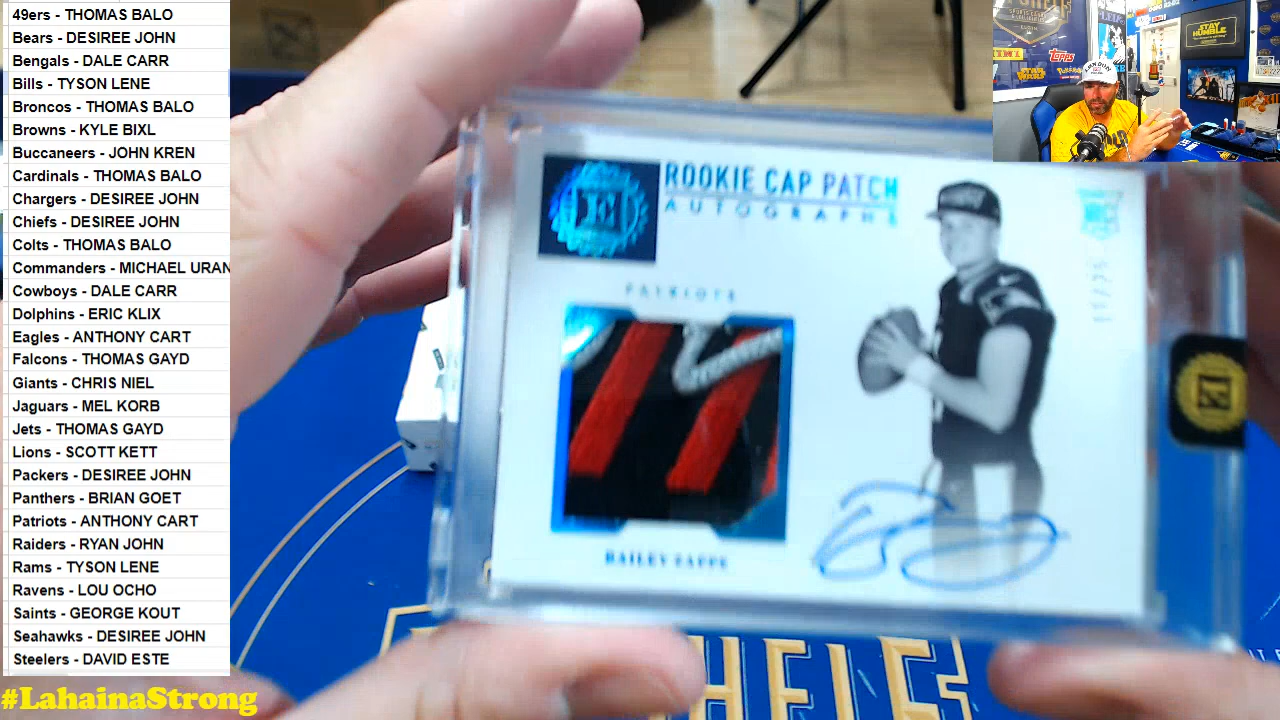 49ers - THOMAS BALO
Bears - DESIREE JOHN
Bengals - DALE CARR
Bills - TYSON LENE
Broncos - THOMAS BALO
Browns - KYLE BIXL
Buccaneers - JOHN KREN
Cardinals - THOMAS BALO
Chargers - DESIREE JOHN
Chiefs - DESIREE JOHN
Colts - THOMAS BALO
Commanders - MICHAEL URAN
Cowboys - DALE CARR
Dolphins - ERIC KLIX
Eagles - ANTHONY CART
Falcons - THOMAS GAYD
Giants - CHRIS NIEL
Jaguars - MEL KORB
Jets - THOMAS GAYD
Lions - SCOTT KETT
Packers - DESIREE JOHN
Panthers - BRIAN GOET
Patriots - ANTHONY CART
Raiders - RYAN JOHN
Rams - TYSON LENE
Ravens - LOU OCHO
Saints - GEORGE KOUT
Seahawks - DESIREE JOHN
Steelers - DAVID ESTE
#LahainaStrong
E
ROOKIE CAP PATCH
AUTOGRAPHS
PATRIOTS
BAILEY ZAPPE
RC
E
STAY
HUMBLE
topps
STAR
WARS